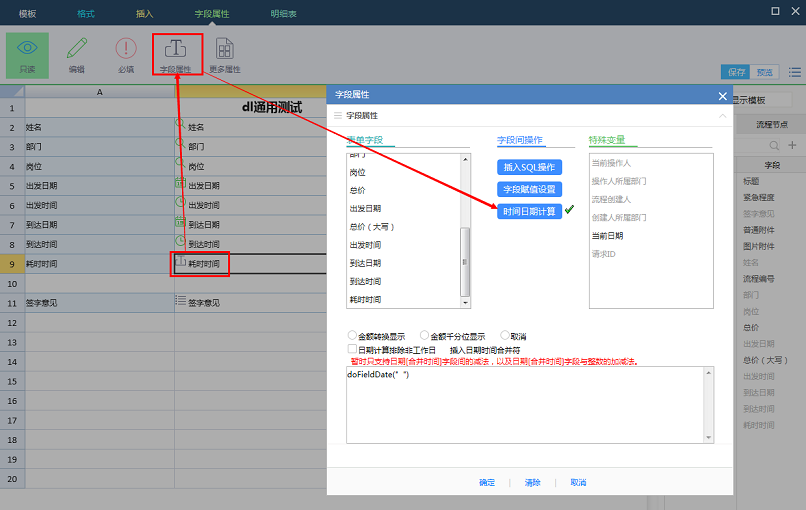 模板 格式 插入 字段属性 明细表
只读 编辑 必填 字段属性 更多属性
保存 预览
A
1 dl通用测试
2 姓名 姓名
3 部门 部门
4 岗位 岗位
5 出发日期 出发日期
6 出发时间 出发时间
7 到达日期 到达日期
8 到达时间 到达时间
9 耗时时间 耗时时间
10
11 签字意见 签字意见
12
13
14
15
16
17
18
19
20
字段属性
字段属性
表单字段 字段间操作 特殊变量
部门
岗位
总价
出发日期
总价（大写）
出发时间
到达日期
到达时间
耗时时间
插入SQL操作
字段赋值设置
时间日期计算
当前操作人
操作人所属部门
流程创建人
创建人所属部门
当前日期
请求ID
金额转换显示 金额千分位显示 取消
日期计算排除非工作日 插入日期时间合并符
暂时只支持日期[合并时间]字段间的减法，以及日期[合并时间]字段与整数的加减法。
doFieldDate(" ")
确定 清除 取消
显示模板
流程节点
字段
标题
紧急程度
签字意见
普通附件
图片附件
姓名
流程编号
部门
岗位
总价
出发日期
总价（大写）
出发时间
到达日期
到达时间
耗时时间